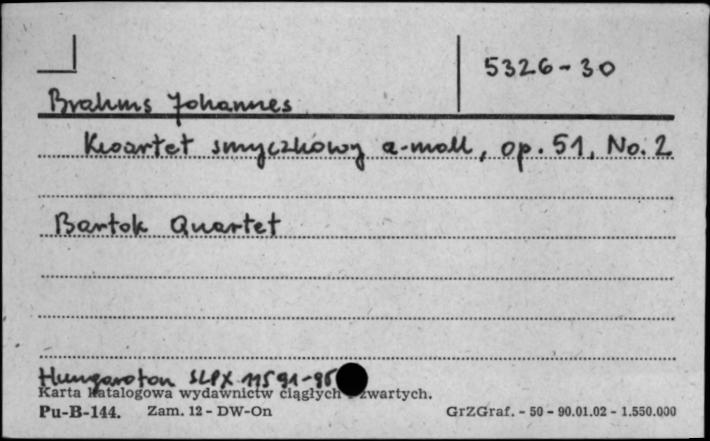 5326-30
Brahms Johannes
Kwartet smyczkowy a-moll, op. 51, No. 2
Bartok Quartet
Hungaroton SLPX 11591-96
Karta katalogowa wydawnictw ciągłych zwartych.
Pu-B-144. Zam. 12 - DW-On GrZGraf. - 50 - 90.01.02 - 1.550.000